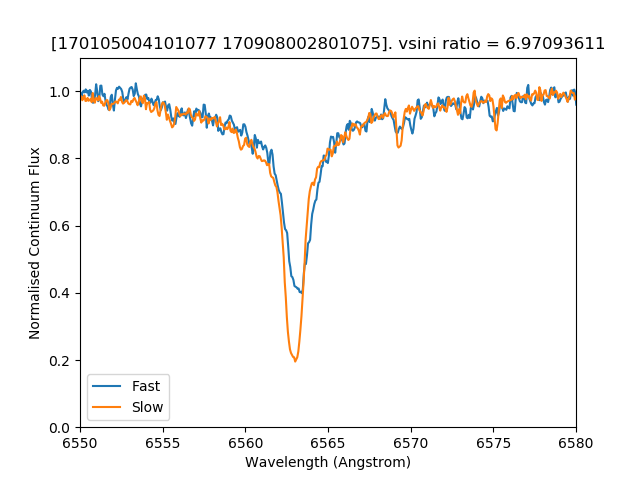 [170105004101077 170908002801075]. vsini ratio = 6.97093611
Normalised Continuum Flux
1.0
0.8
0.6
0.4
0.2
0.0
Fast
Slow
6550 6555 6560 6565 6570 6575 6580
Wavelength (Angstrom)